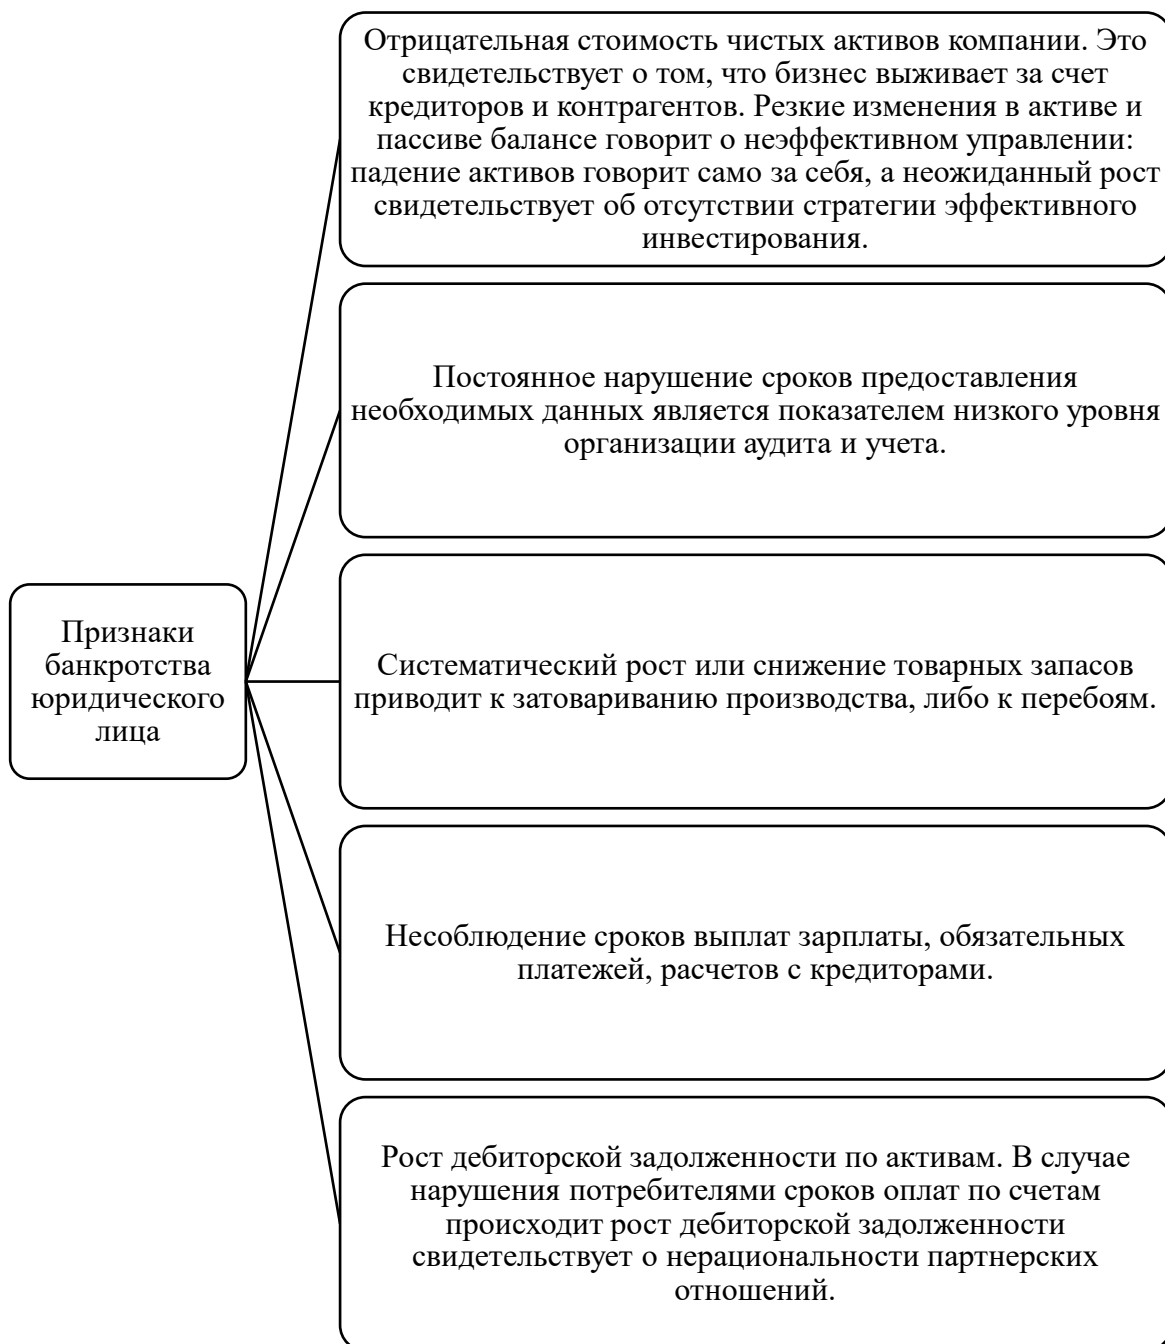 Признаки
банкротства
юридического
лица
Отрицательная стоимость чистых активов компании. Это
свидетельствует о том, что бизнес выживает за счет
кредиторов и контрагентов. Резкие изменения в активе и
пассиве балансе говорит о неэффективном управлении:
падение активов говорит само за себя, а неожиданный рост
свидетельствует об отсутствии стратегии эффективного
инвестирования.
Постоянное нарушение сроков предоставления
необходимых данных является показателем низкого уровня
организации аудита и учета.
Систематический рост или снижение товарных запасов
приводит к затовариванию производства, либо к перебоям.
Несоблюдение сроков выплат зарплаты, обязательных
платежей, расчетов с кредиторами.
Рост дебиторской задолженности по активам. В случае
нарушения потребителями сроков оплат по счетам
происходит рост дебиторской задолженности
свидетельствует о нерациональности партнерских
отношений.